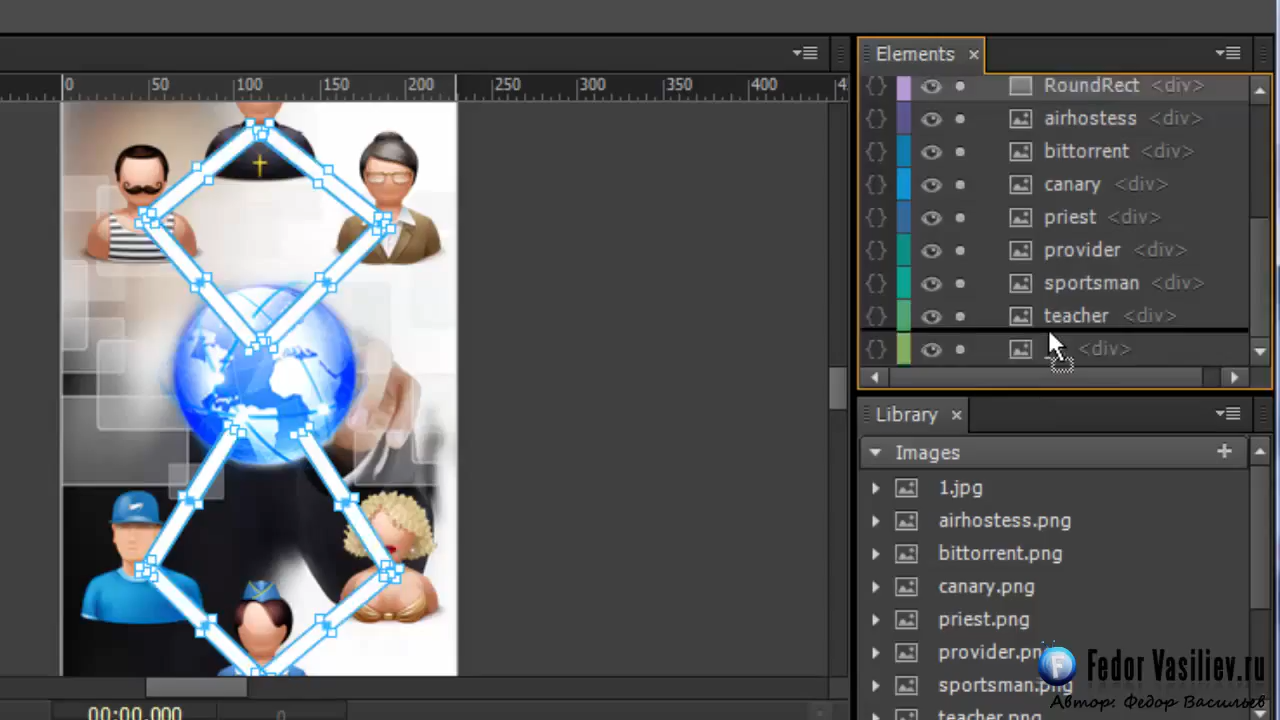 Elements ×
0 50 100 150 200 250 300 350 400 4
RoundRect <div>
airhostess <div>
bittorrent <div>
canary <div>
priest <div>
provider <div>
sportsman <div>
teacher <div>
<div>
Library ×
Images +
1.jpg
airhostess.png
bittorrent.png
canary.png
priest.png
provider.png
sportsman.png
teacher.png
00:00.000 0
F Fedor Vasiliev.ru
Автор: Федор Васильев